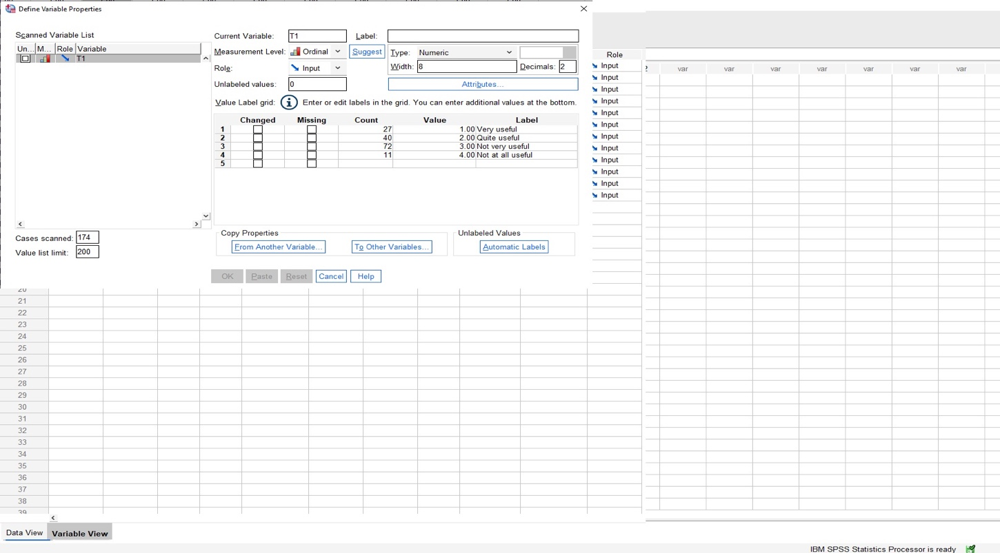 Define Variable Properties
Scanned Variable List
Un... M... Role Variable
T1
Cases scanned: 174
Value list limit: 200
Current Variable: T1 Label:
Measurement Level: Ordinal Suggest Type: Numeric
Role: Input Width: 8 Decimals: 2
Unlabeled values: 0 Attributes...
Value Label grid: Enter or edit labels in the grid. You can enter additional values at the bottom.
Changed Missing Count Value Label
1 27 1.00 Very useful
2 40 2.00 Quite useful
3 72 3.00 Not very useful
4 11 4.00 Not at all useful
5
Copy Properties Unlabeled Values
From Another Variable... To Other Variables... Automatic Labels
OK Paste Reset Cancel Help
Role
Input
Input
Input
Input
Input
Input
Input
Input
Input
Input
Input
Input
var var var var var var var
20
21
22
23
24
25
26
27
28
29
30
31
32
33
34
35
36
37
38
39
Data View Variable View
IBM SPSS Statistics Processor is ready